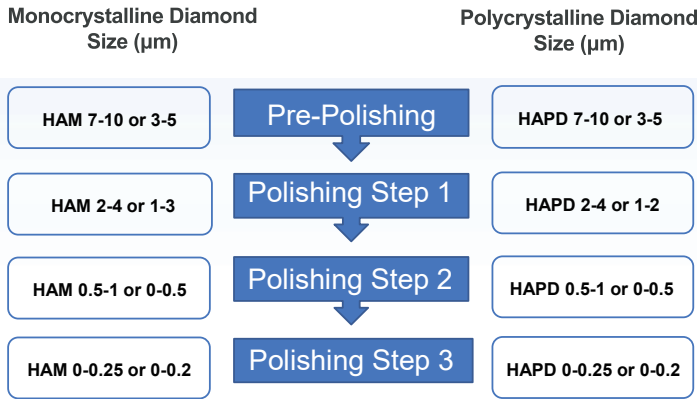 Monocrystalline Diamond
Size (μm)
Polycrystalline Diamond
Size (μm)
HAM 7-10 or 3-5
Pre-Polishing
HAPD 7-10 or 3-5
HAM 2-4 or 1-3
Polishing Step 1
HAPD 2-4 or 1-2
HAM 0.5-1 or 0-0.5
Polishing Step 2
HAPD 0.5-1 or 0-0.5
HAM 0-0.25 or 0-0.2
Polishing Step 3
HAPD 0-0.25 or 0-0.2